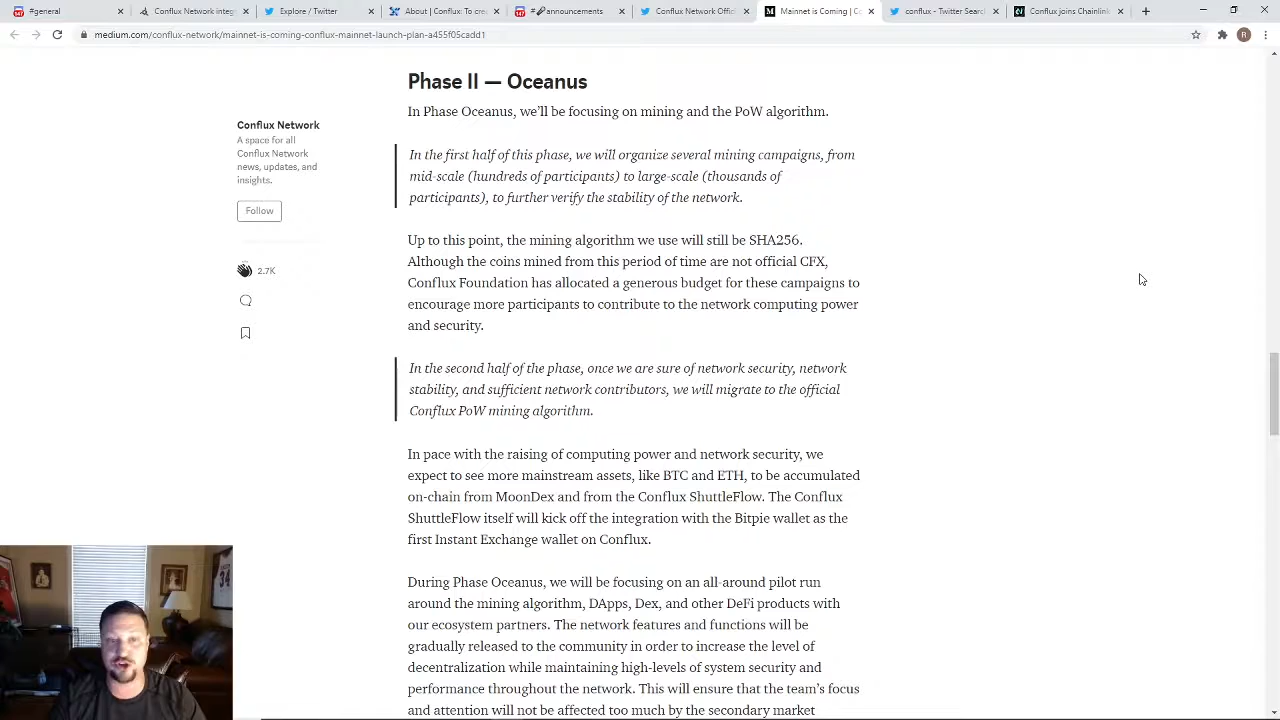 #general
Conflux Network integ
Explore / Twitter
About | Conflux: To cre
#🎤announcements
Conflux Network Offici
Mainnet is Coming | Co
conflux - Twitter Search
Conflux joins Chainlink
medium.com/conflux-network/mainnet-is-coming-conflux-mainnet-launch-plan-a455f05cadd1
R
Conflux Network
A space for all
Conflux Network
news, updates, and
insights.
Follow
2.7K
Phase II — Oceanus
In Phase Oceanus, we’ll be focusing on mining and the PoW algorithm.
In the first half of this phase, we will organize several mining campaigns, from
mid-scale (hundreds of participants) to large-scale (thousands of
participants), to further verify the stability of the network.
Up to this point, the mining algorithm we use will still be SHA256.
Although the coins mined from this period of time are not official CFX,
Conflux Foundation has allocated a generous budget for these campaigns to
encourage more participants to contribute to the network computing power
and security.
In the second half of the phase, once we are sure of network security, network
stability, and sufficient network contributors, we will migrate to the official
Conflux PoW mining algorithm.
In pace with the raising of computing power and network security, we
expect to see more mainstream assets, like BTC and ETH, to be accumulated
on-chain from MoonDex and from the Conflux ShuttleFlow. The Conflux
ShuttleFlow itself will kick off the integration with the Bitpie wallet as the
first Instant Exchange wallet on Conflux.
During Phase Oceanus, we will be focusing on an all-around pilot run
around the mining algorithm, DApps, Dex, and other DeFi products with
our ecosystem partners. The network features and functions will be
gradually released to the community in order to increase the level of
decentralization while maintaining high-levels of system security and
performance throughout the network. This will ensure that the team’s focus
and attention will not be affected too much by the secondary market